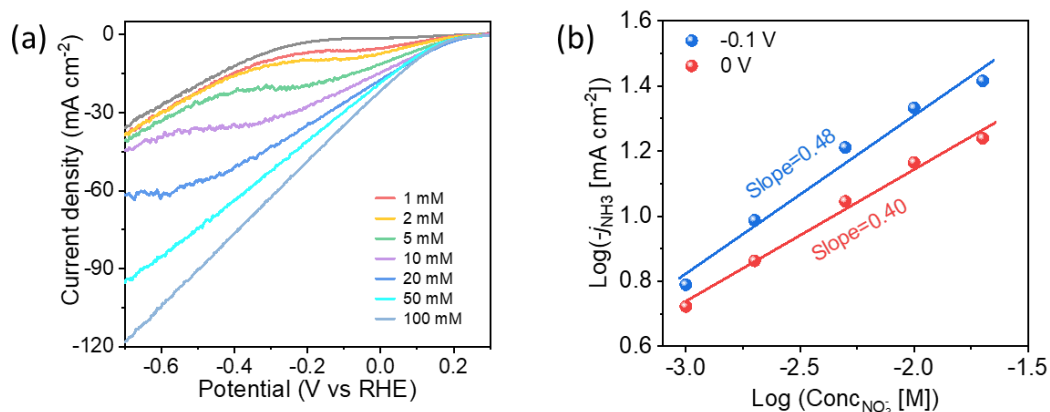 (a)
0
-30
-60
-90
-120
Current density (mA cm⁻²)
1 mM
2 mM
5 mM
10 mM
20 mM
50 mM
100 mM
-0.6 -0.4 -0.2 0.0 0.2
Potential (V vs RHE)
(b)
-0.1 V
0 V
1.6
1.4
1.2
1.0
0.8
0.6
Log(-jNH3 [mA cm⁻²])
Slope=0.48
Slope=0.40
-3.0 -2.5 -2.0 -1.5
Log (ConcNO₂⁻ [M])